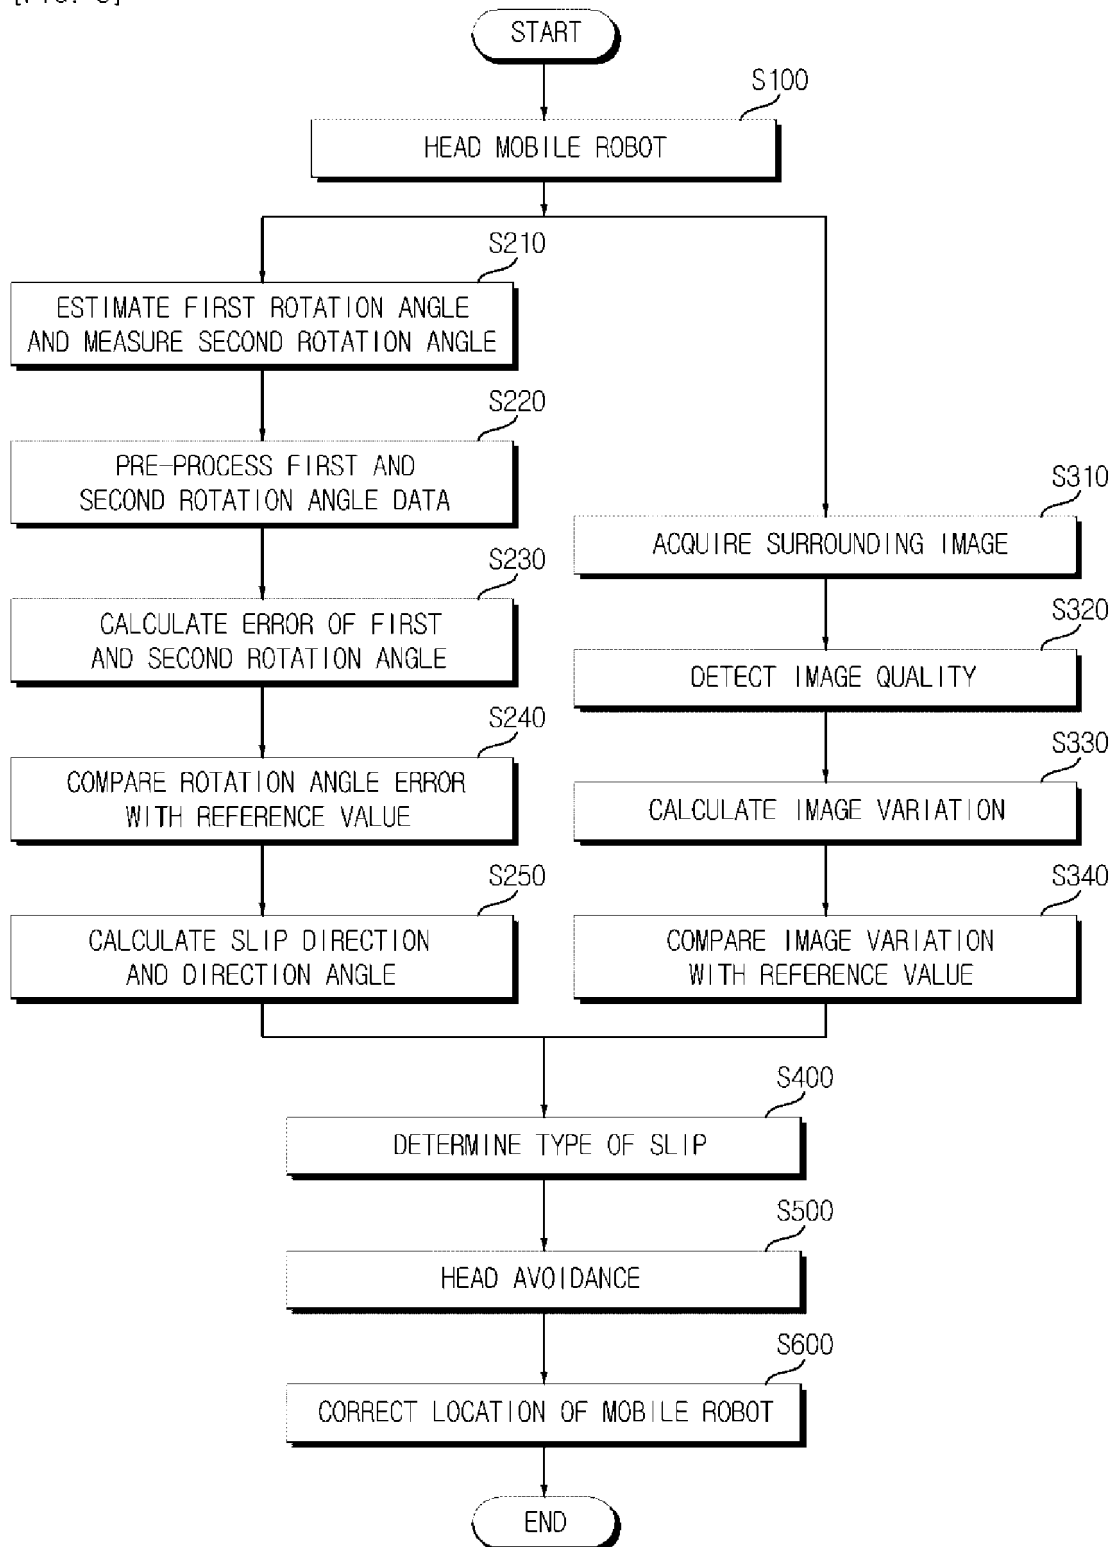 START
S100
HEAD MOBILE ROBOT
S210
ESTIMATE FIRST ROTATION ANGLE
AND MEASURE SECOND ROTATION ANGLE
S220
PRE-PROCESS FIRST AND
SECOND ROTATION ANGLE DATA
S230
CALCULATE ERROR OF FIRST
AND SECOND ROTATION ANGLE
S240
COMPARE ROTATION ANGLE ERROR
WITH REFERENCE VALUE
S250
CALCULATE SLIP DIRECTION
AND DIRECTION ANGLE
S310
ACQUIRE SURROUNDING IMAGE
S320
DETECT IMAGE QUALITY
S330
CALCULATE IMAGE VARIATION
S340
COMPARE IMAGE VARIATION
WITH REFERENCE VALUE
S400
DETERMINE TYPE OF SLIP
S500
HEAD AVOIDANCE
S600
CORRECT LOCATION OF MOBILE ROBOT
END